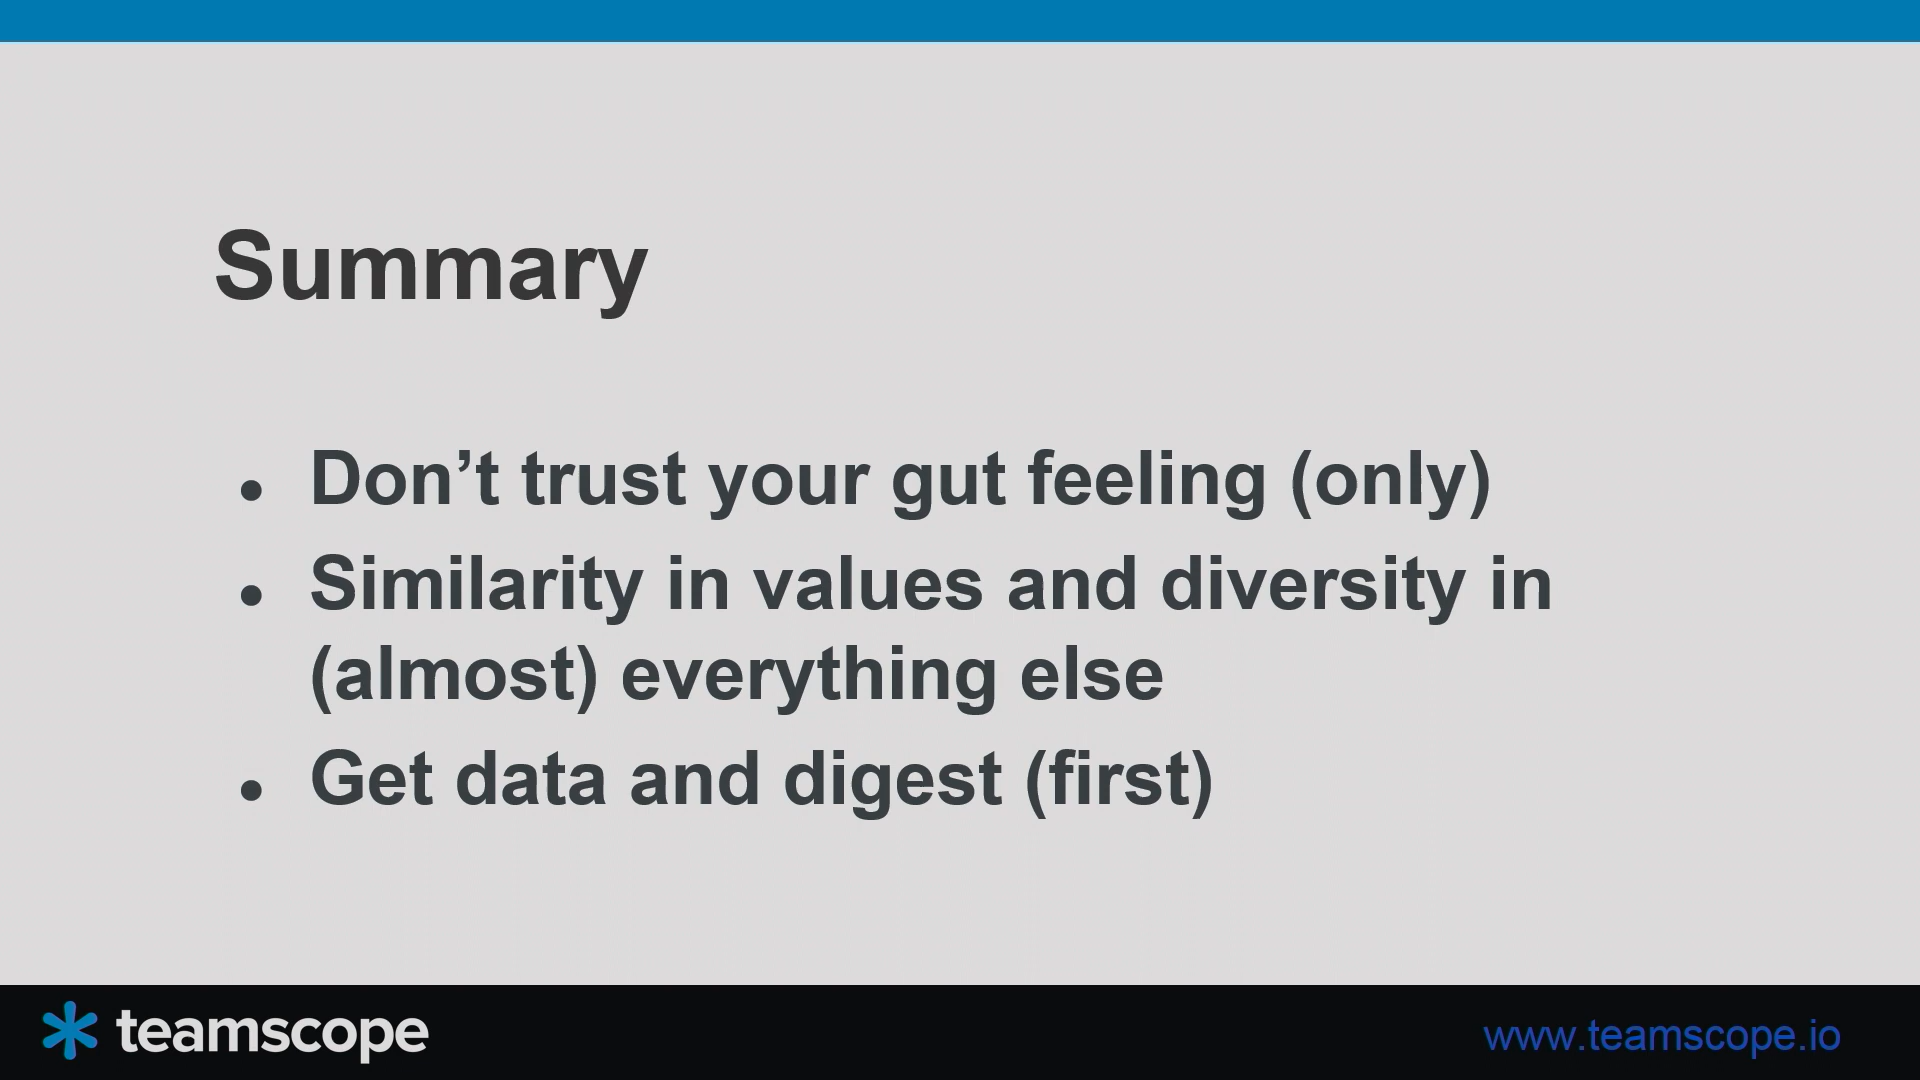 Summary
● Don’t trust your gut feeling (only)
● Similarity in values and diversity in
(almost) everything else
● Get data and digest (first)
teamscope
www.teamscope.io